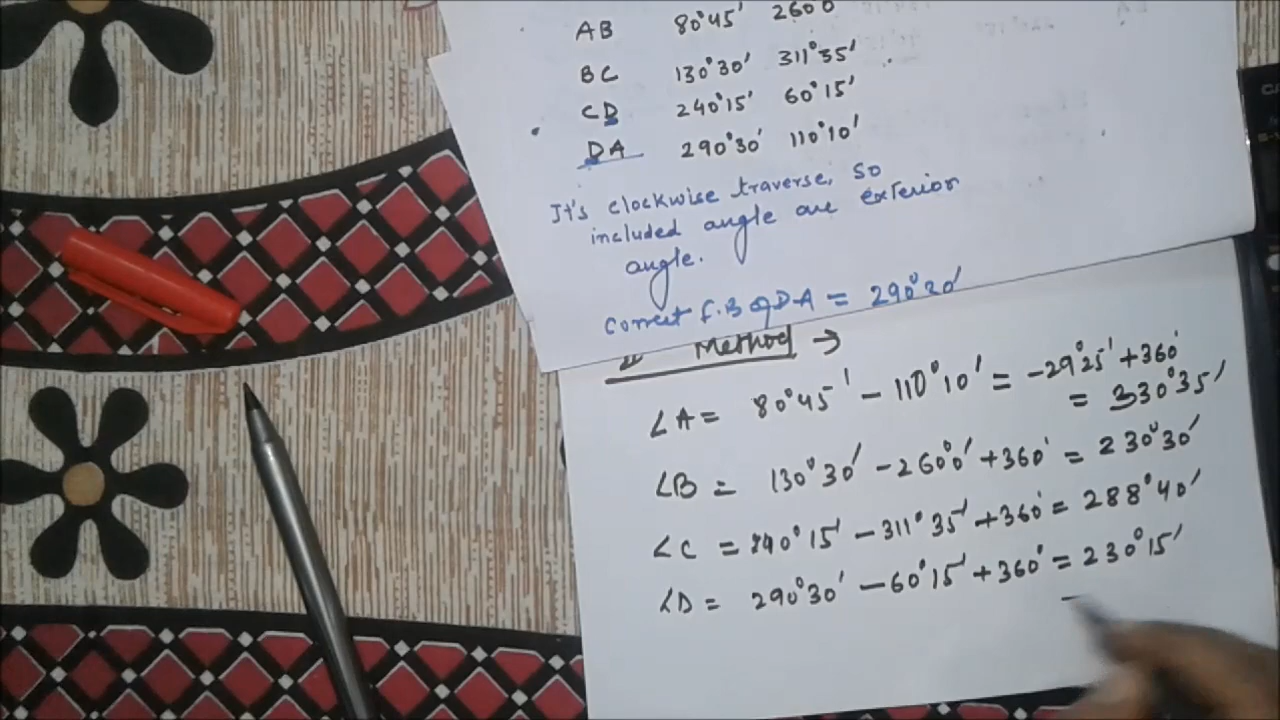 AB 80°45' 260°0
BC 130°30' 311°35'
CD 240°15' 60°15'
DA 290°30' 110°10'
It's clockwise traverse, so
included angle are exterior
angle.
Correct F.B of DA = 290°20'
Method →
∠A = 80°45' - 110°10' = -29°25' + 360°
= 330°35'
∠B = 130°30' - 260°0' + 360° = 230°30'
∠C = 240°15' - 311°35' + 360° = 288°40'
∠D = 290°30' - 60°15' + 360° = 230°15'